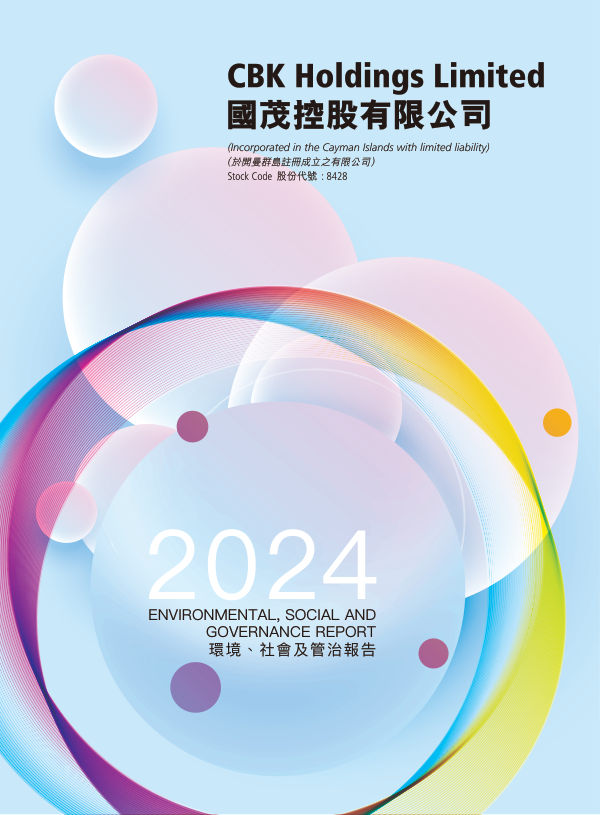 CBK Holdings Limited
國茂控股有限公司
(Incorporated in the Cayman Islands with limited liability)
(於開曼群島註冊成立之有限公司)
Stock Code 股份代號 : 8428
2024
ENVIRONMENTAL, SOCIAL AND
GOVERNANCE REPORT
環境、社會及管治報告